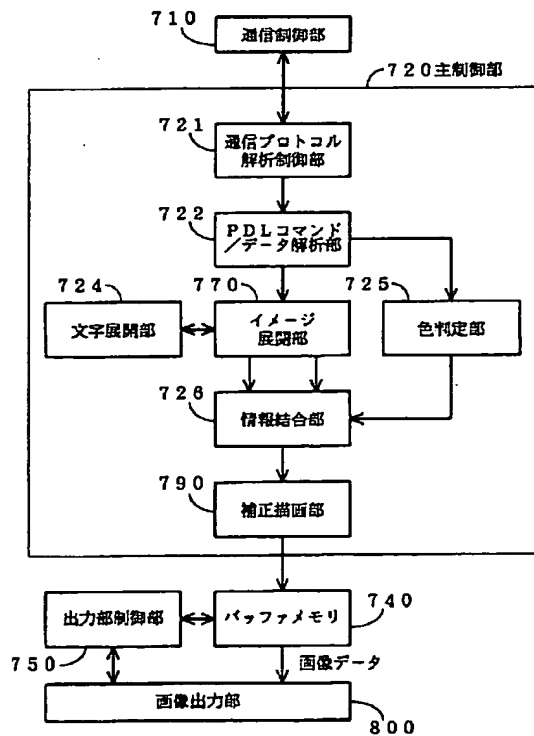 710
通信制御部
720主制御部
721
通信プロトコル
解析制御部
722
PDLコマンド
/データ解析部
724
770
725
文字展開部
イメージ
展開部
色判定部
726
情報結合部
790
補正描画部
出力部制御部
バッファメモリ
740
750
画像データ
画像出力部
800